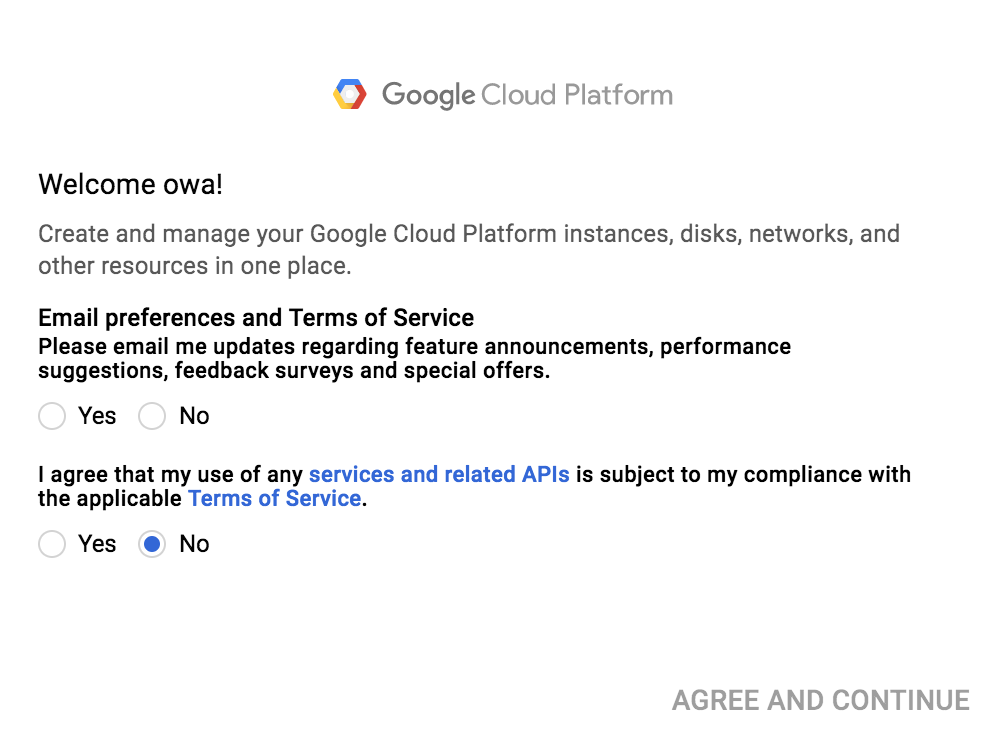 Google Cloud Platform
Welcome owa!
Create and manage your Google Cloud Platform instances, disks, networks, and
other resources in one place.
Email preferences and Terms of Service
Please email me updates regarding feature announcements, performance
suggestions, feedback surveys and special offers.
Yes No
I agree that my use of any services and related APIs is subject to my compliance with
the applicable Terms of Service.
Yes No
AGREE AND CONTINUE